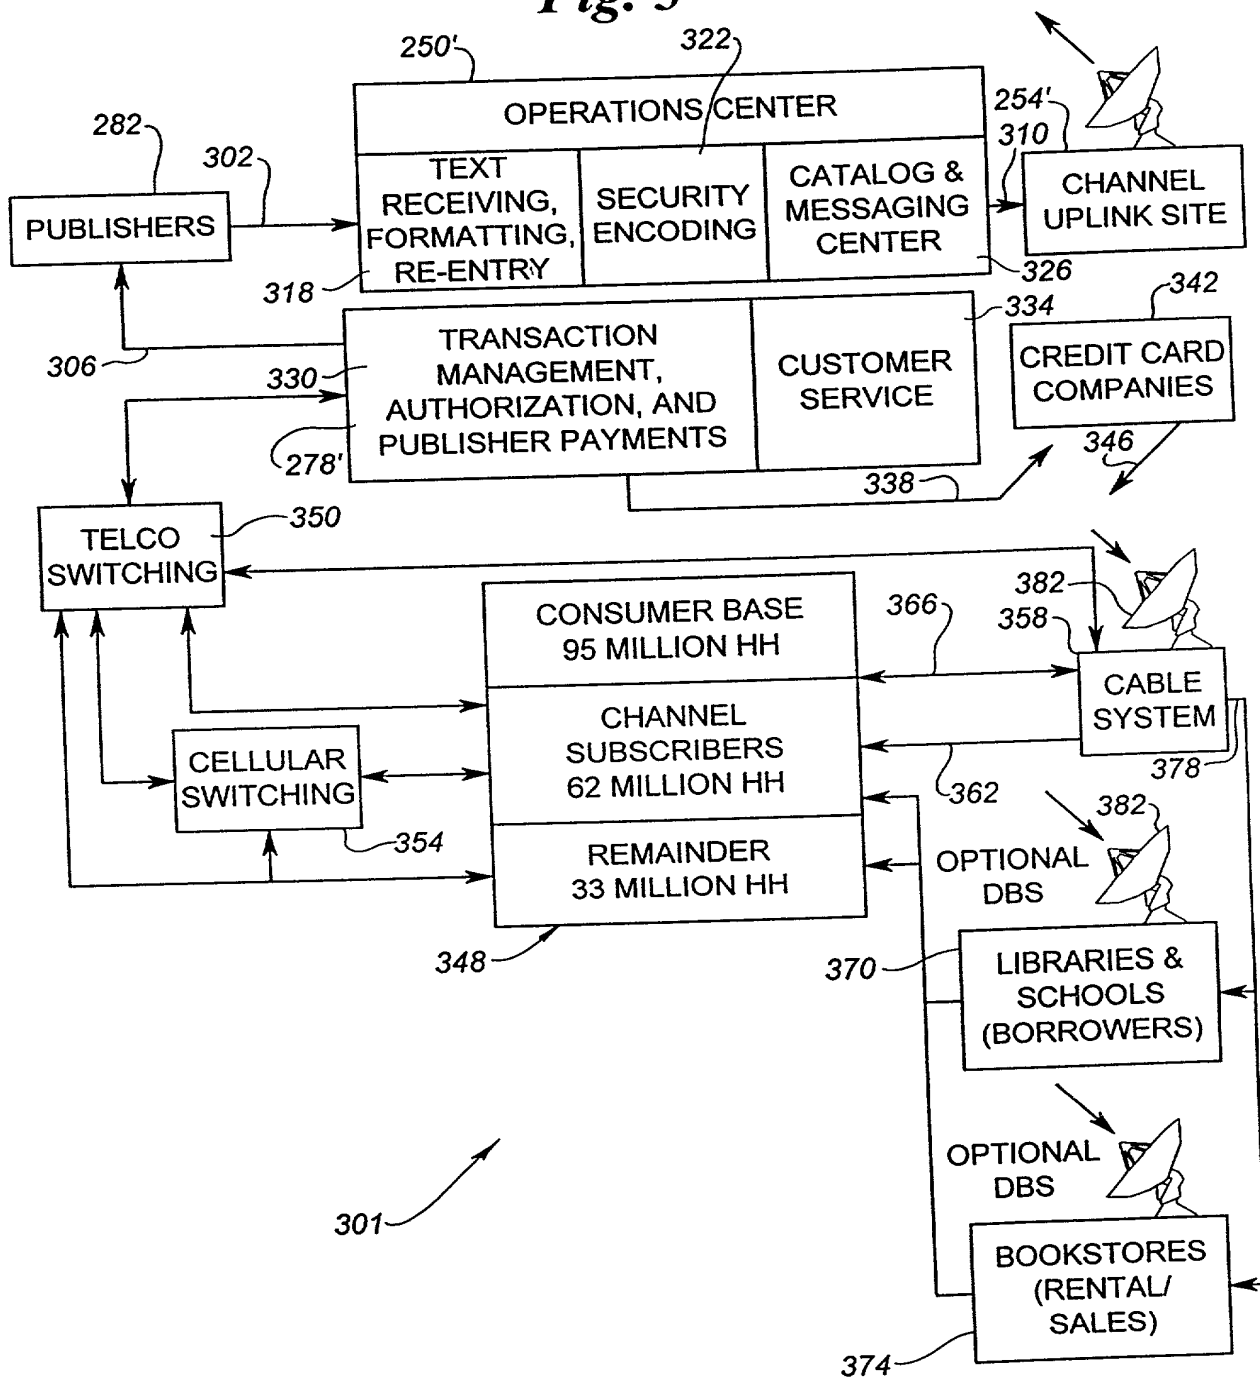 250'
322
OPERATIONS CENTER
254'
310
282
302
PUBLISHERS
TEXT
RECEIVING,
FORMATTING,
RE-ENTRY
318
SECURITY
ENCODING
CATALOG &
MESSAGING
CENTER
326
CHANNEL
UPLINK SITE
306
330
TRANSACTION
MANAGEMENT,
AUTHORIZATION, AND
PUBLISHER PAYMENTS
278'
334
CUSTOMER
SERVICE
342
CREDIT CARD
COMPANIES
346
338
350
TELCO
SWITCHING
CONSUMER BASE
95 MILLION HH
366
382
358
CABLE
SYSTEM
CHANNEL
SUBSCRIBERS
62 MILLION HH
362
378
CELLULAR
SWITCHING
354
REMAINDER
33 MILLION HH
348
382
OPTIONAL
DBS
370
LIBRARIES &
SCHOOLS
(BORROWERS)
OPTIONAL
DBS
301
BOOKSTORES
(RENTAL/
SALES)
374